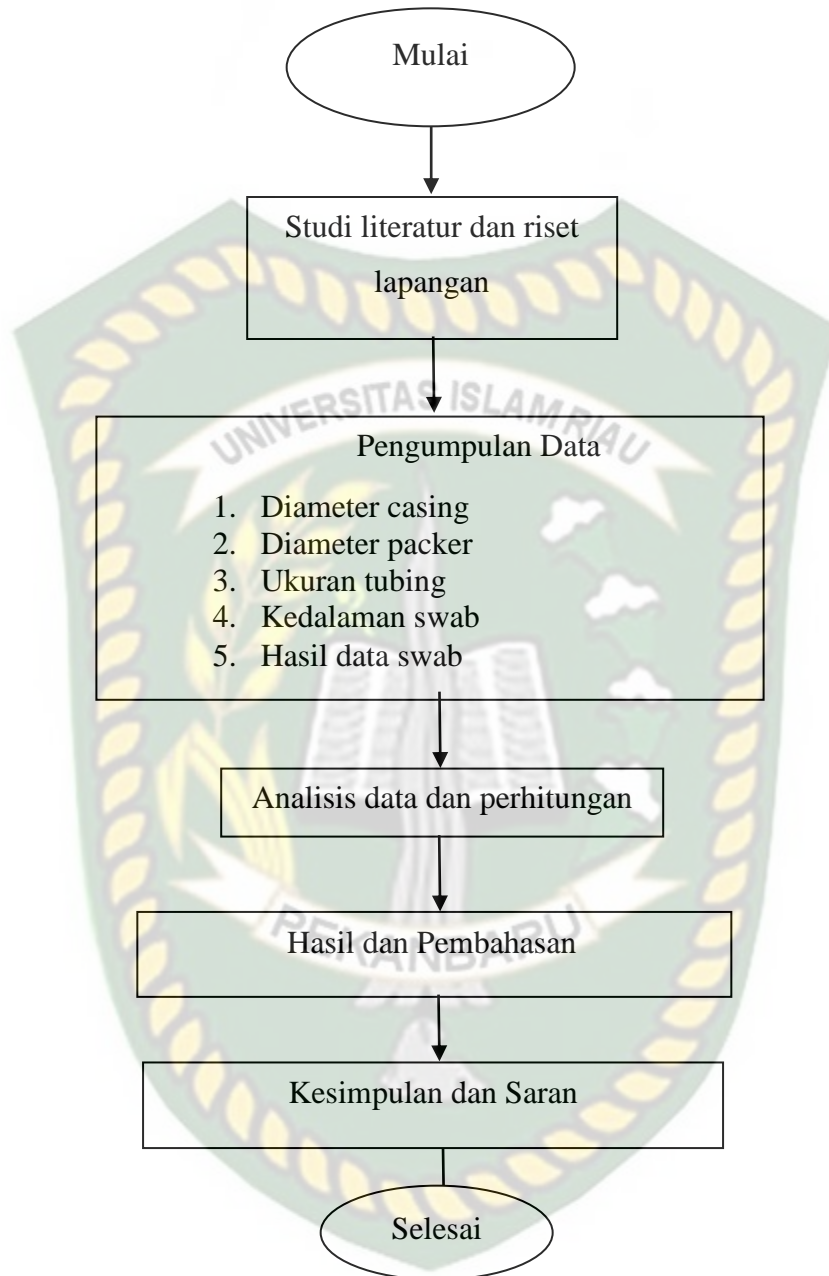 Mulai
Studi literatur dan riset
lapangan
UNIVERSITAS ISLAM RIAU
Pengumpulan Data
1. Diameter casing
2. Diameter packer
3. Ukuran tubing
4. Kedalaman swab
5. Hasil data swab
Analisis data dan perhitungan
Hasil dan Pembahasan
PEKANBARU
Kesimpulan dan Saran
Selesai